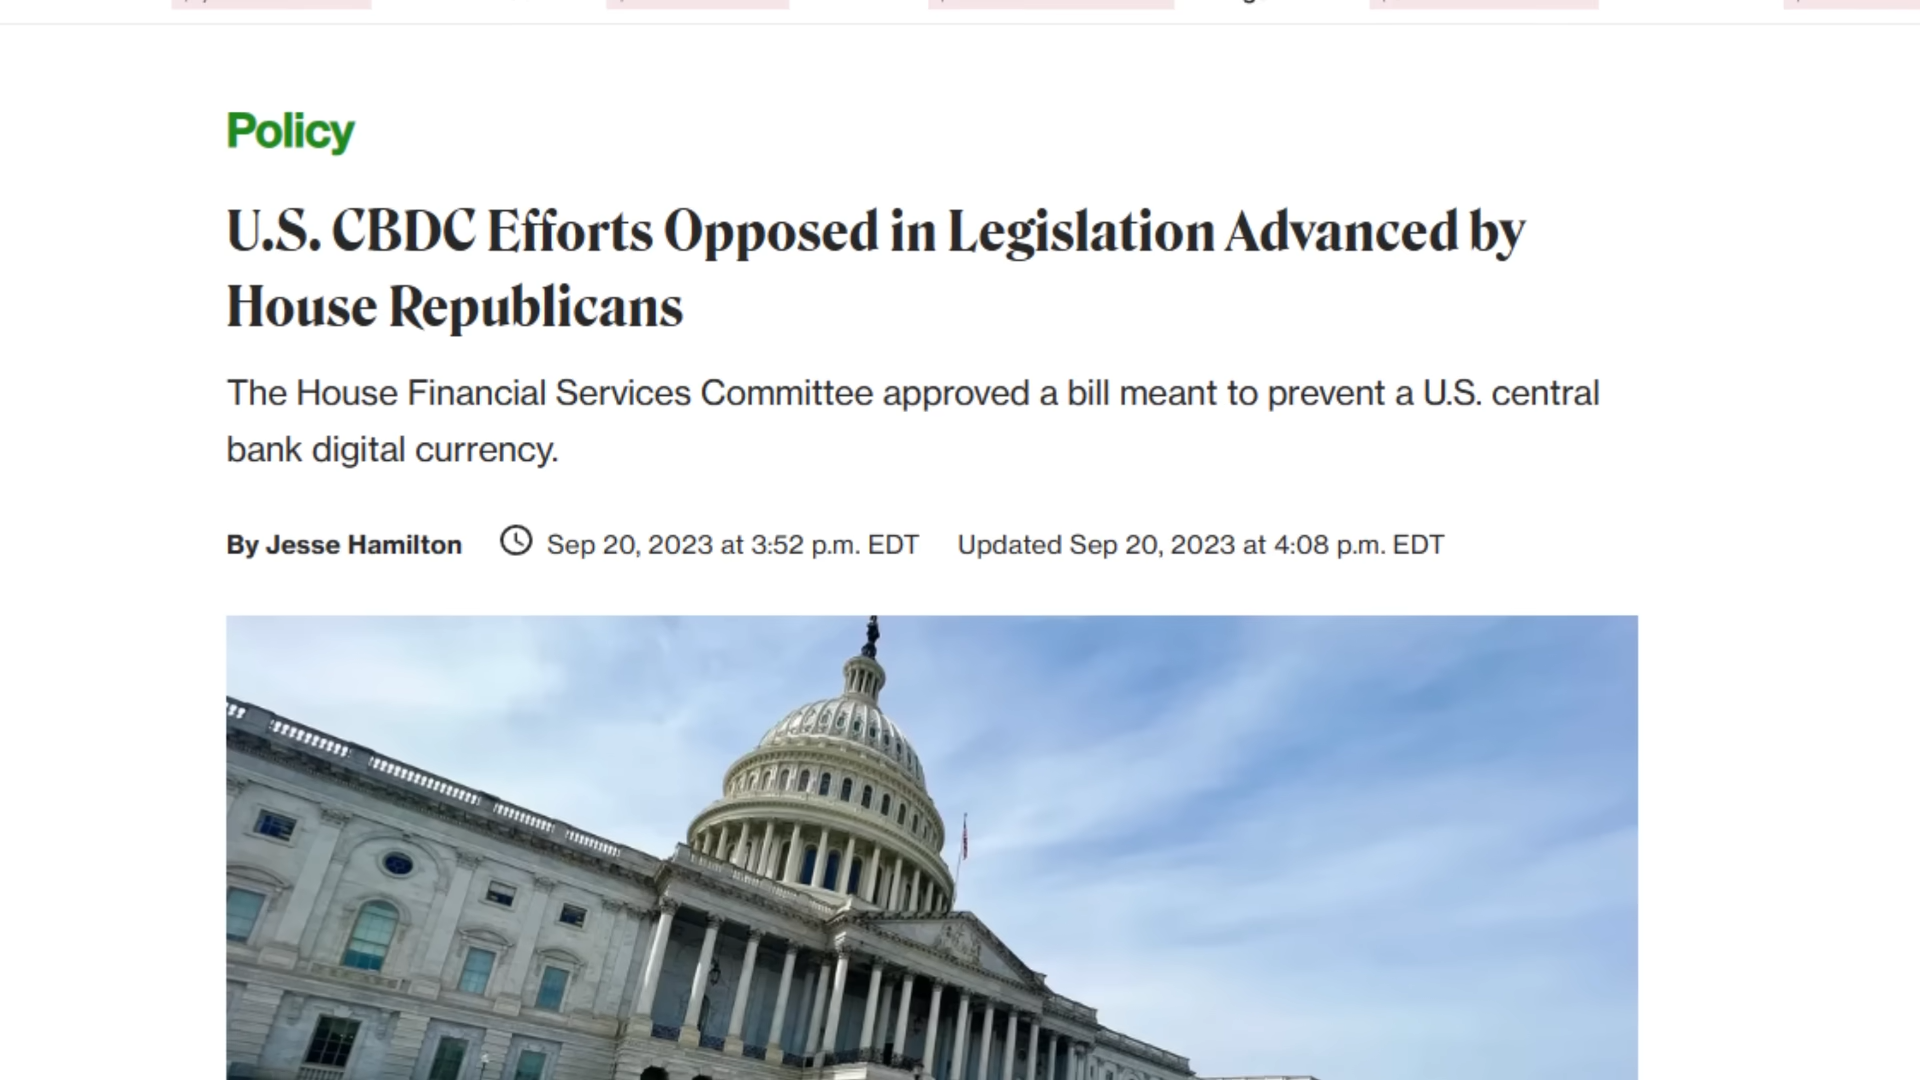 Policy
U.S. CBDC Efforts Opposed in Legislation Advanced by
House Republicans
The House Financial Services Committee approved a bill meant to prevent a U.S. central
bank digital currency.
By Jesse Hamilton Sep 20, 2023 at 3:52 p.m. EDT Updated Sep 20, 2023 at 4:08 p.m. EDT